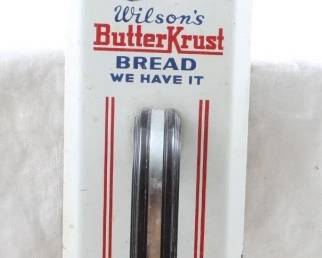 Wilson's
ButterKrust
BREAD
WE HAVE IT